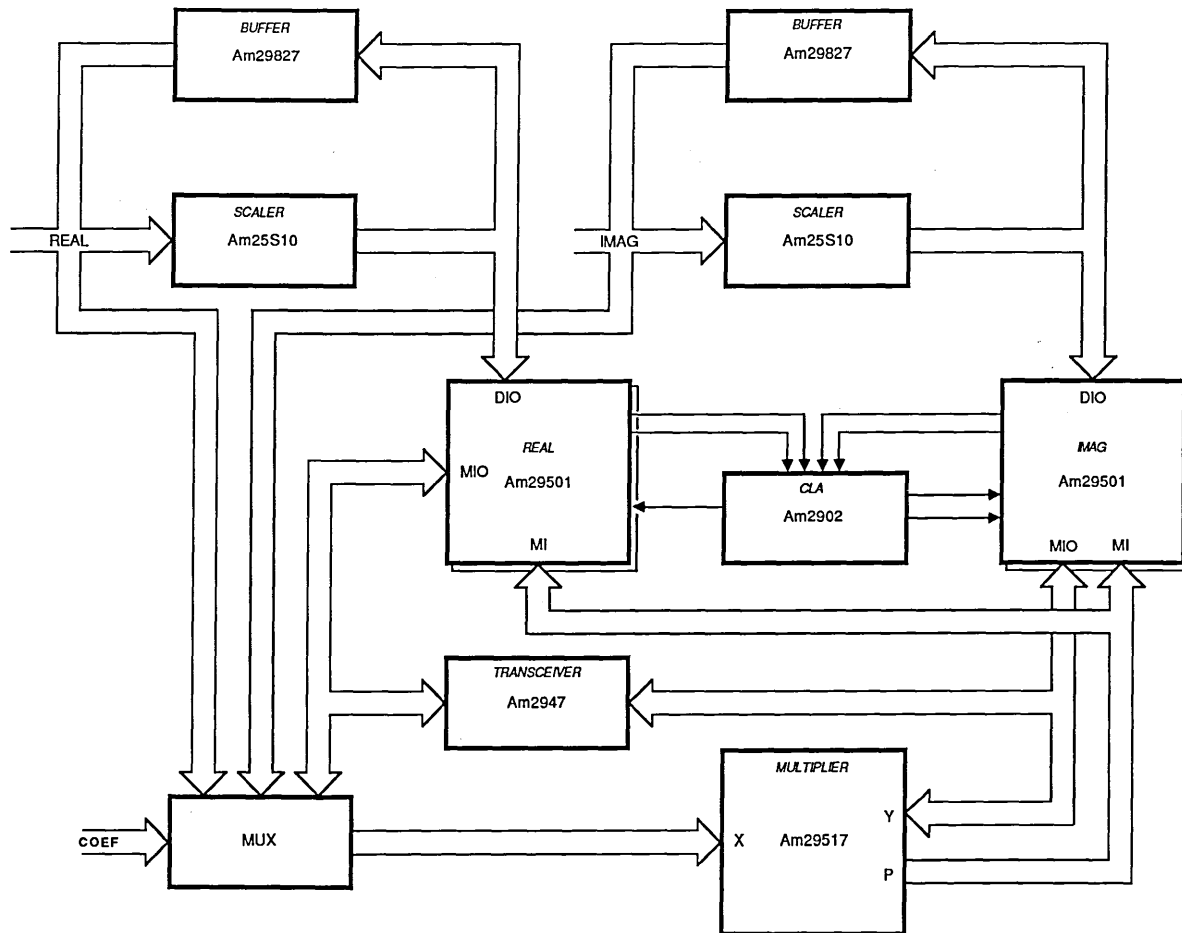 BUFFER
Am29827
BUFFER
Am29827
SCALER
Am25S10
SCALER
Am25S10
REAL
IMAG
DIO
REAL
MIO
Am29501
MI
CLA
Am2902
DIO
IMAG
Am29501
MIO MI
TRANSCEIVER
Am2947
MULTIPLIER
Y
X Am29517
P
COEF
MUX